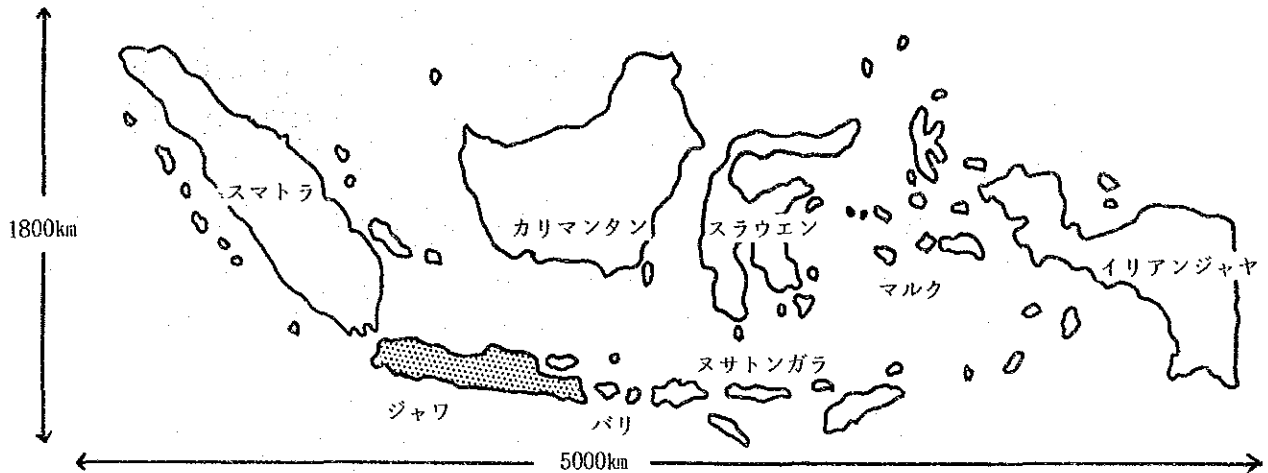 1800km
スマトラ
カリマンタン
スラウエン
イリアンジャヤ
マルク
ヌサトンガラ
ジャワ
バリ
5000km